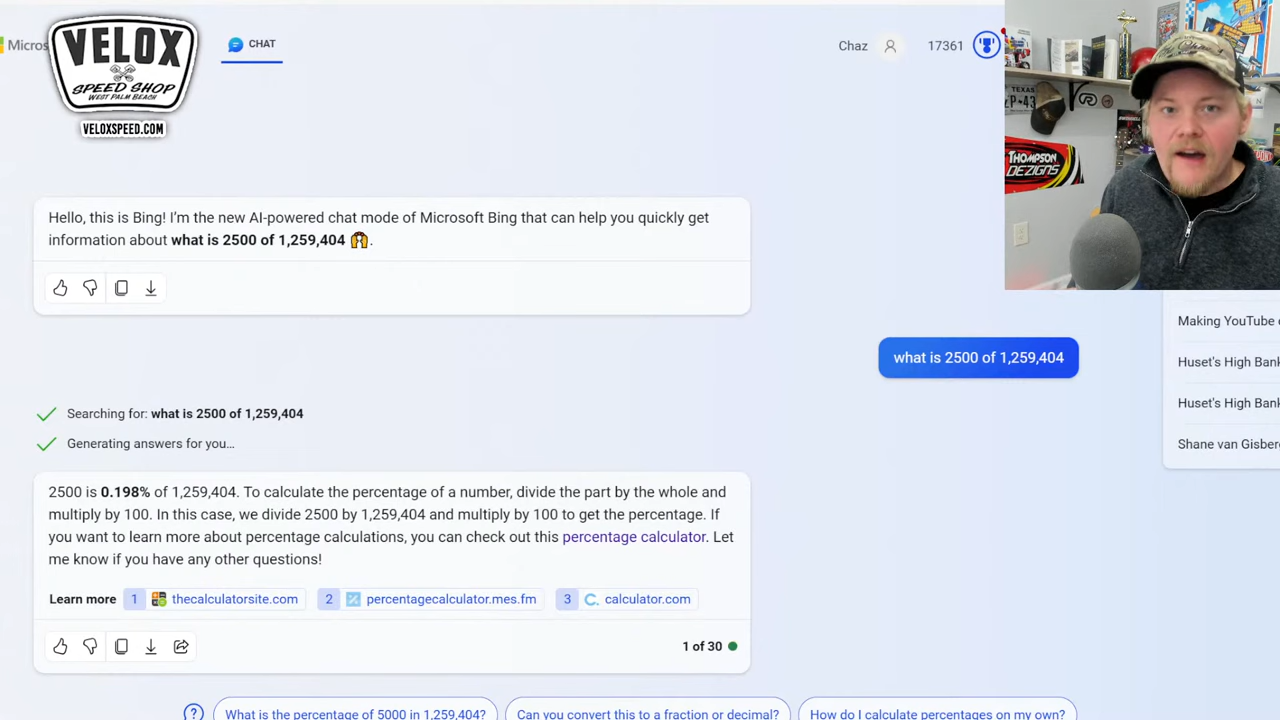 Micros
VELOX
SPEED SHOP
WEST PALM BEACH
VELOXSPEED.COM
CHAT
Chaz
17361
TEXAS
P-43
THOMPSON
DEZIGNS
Hello, this is Bing! I'm the new AI-powered chat mode of Microsoft Bing that can help you quickly get
information about what is 2500 of 1,259,404 🙌.
what is 2500 of 1,259,404
Making YouTube
Huset's High Bank
Huset's High Bank
Shane van Gisberg
Searching for: what is 2500 of 1,259,404
Generating answers for you…
2500 is 0.198% of 1,259,404. To calculate the percentage of a number, divide the part by the whole and
multiply by 100. In this case, we divide 2500 by 1,259,404 and multiply by 100 to get the percentage. If
you want to learn more about percentage calculations, you can check out this percentage calculator. Let
me know if you have any other questions!
Learn more 1 thecalculatorsite.com 2 percentagecalculator.mes.fm 3 calculator.com
1 of 30
What is the percentage of 5000 in 1,259,404?
Can you convert this to a fraction or decimal?
How do I calculate percentages on my own?